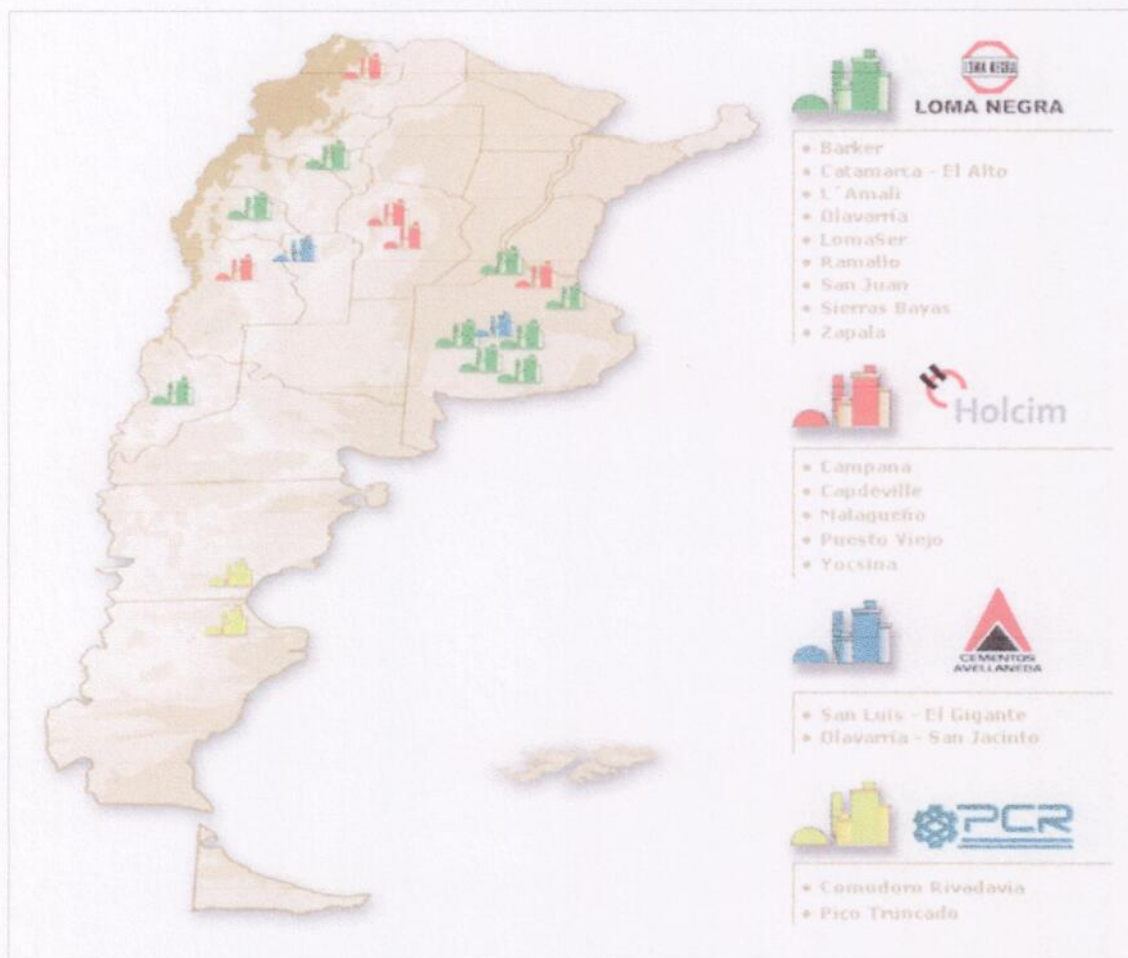 LOMA NEGRA
LOMA NEGRA
• Barker
• Catamarca - El Alto
• L´Amali
• Olavarría
• LomaSer
• Ramallo
• San Juan
• Sierras Bayas
• Zapala
Holcim
• Campana
• Capdeville
• Malagueño
• Puesto Viejo
• Yocsina
CEMENTOS
AVELLANEDA
• San Luis - El Gigante
• Olavarría - San Jacinto
PCR
• Comodoro Rivadavia
• Pico Truncado